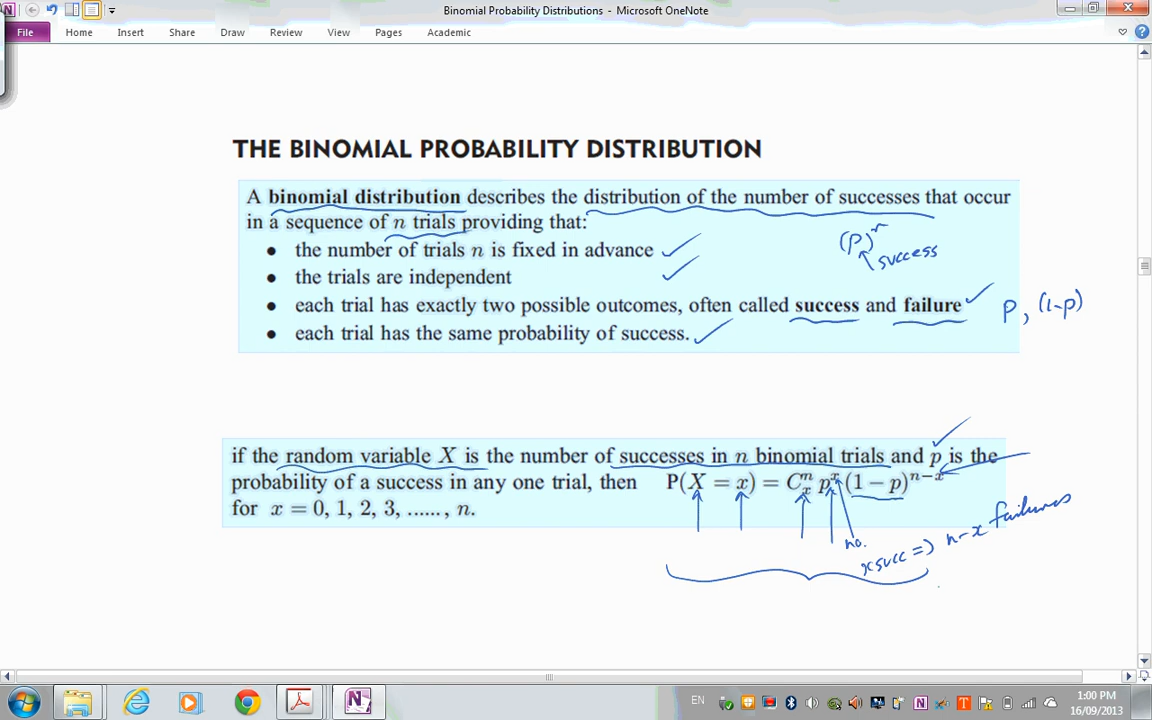 Binomial Probability Distributions - Microsoft OneNote
File Home Insert Share Draw Review View Pages Academic
THE BINOMIAL PROBABILITY DISTRIBUTION
A binomial distribution describes the distribution of the number of successes that occur
in a sequence of n trials providing that:
• the number of trials n is fixed in advance
(p)
success
• the trials are independent
• each trial has exactly two possible outcomes, often called success and failure
p, (1-p)
• each trial has the same probability of success.
if the random variable X is the number of successes in n binomial trials and p is the
probability of a success in any one trial, then P(X = x) = Cⁿₓ pˣ (1 − p)ⁿ⁻ˣ
for x = 0, 1, 2, 3, ......, n.
no.
x succ => n-x failures
EN
1:00 PM
16/09/2013